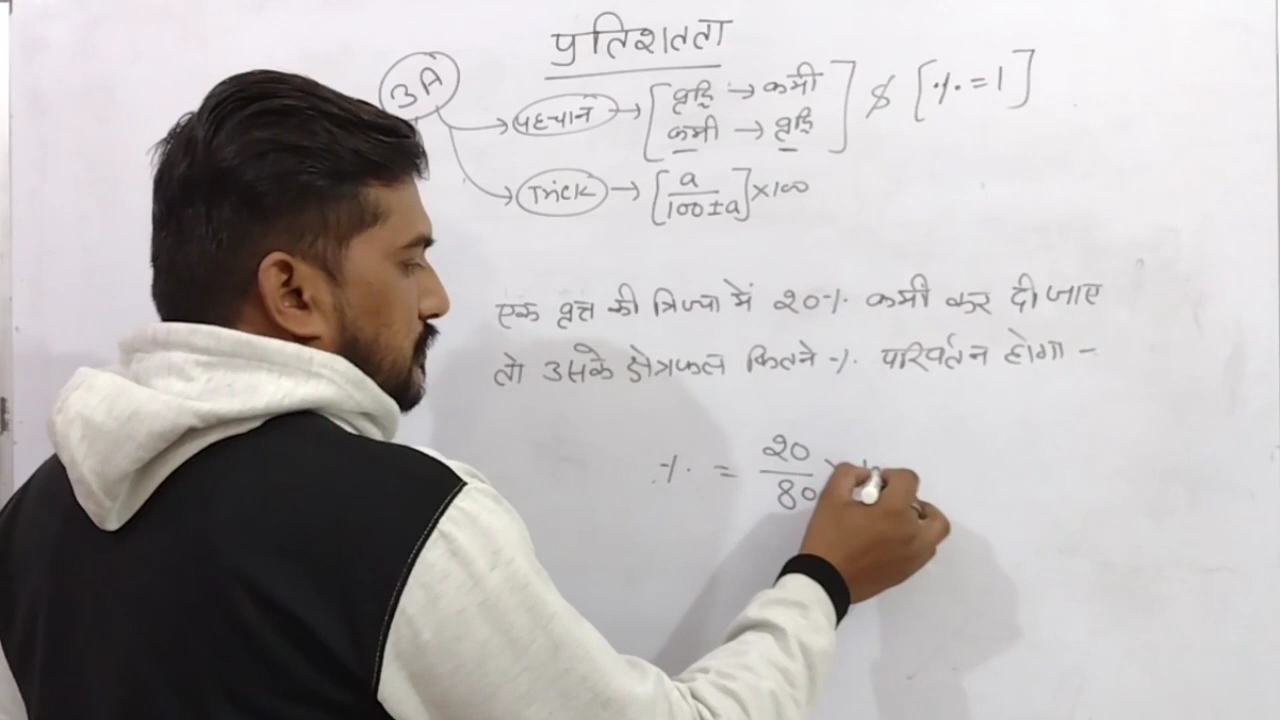 प्रतिशतता
3A
पहचान → [ वृद्धि → कमी
कमी → वृद्धि ] $ [ % = 1 ]
Trick → [ a / 100 ± a ] × 100
एक वृत्त की त्रिज्या में 20% कमी कर दी जाए
तो उसके क्षेत्रफल कितने % परिवर्तन होगा -
% = 20 / 80 ×